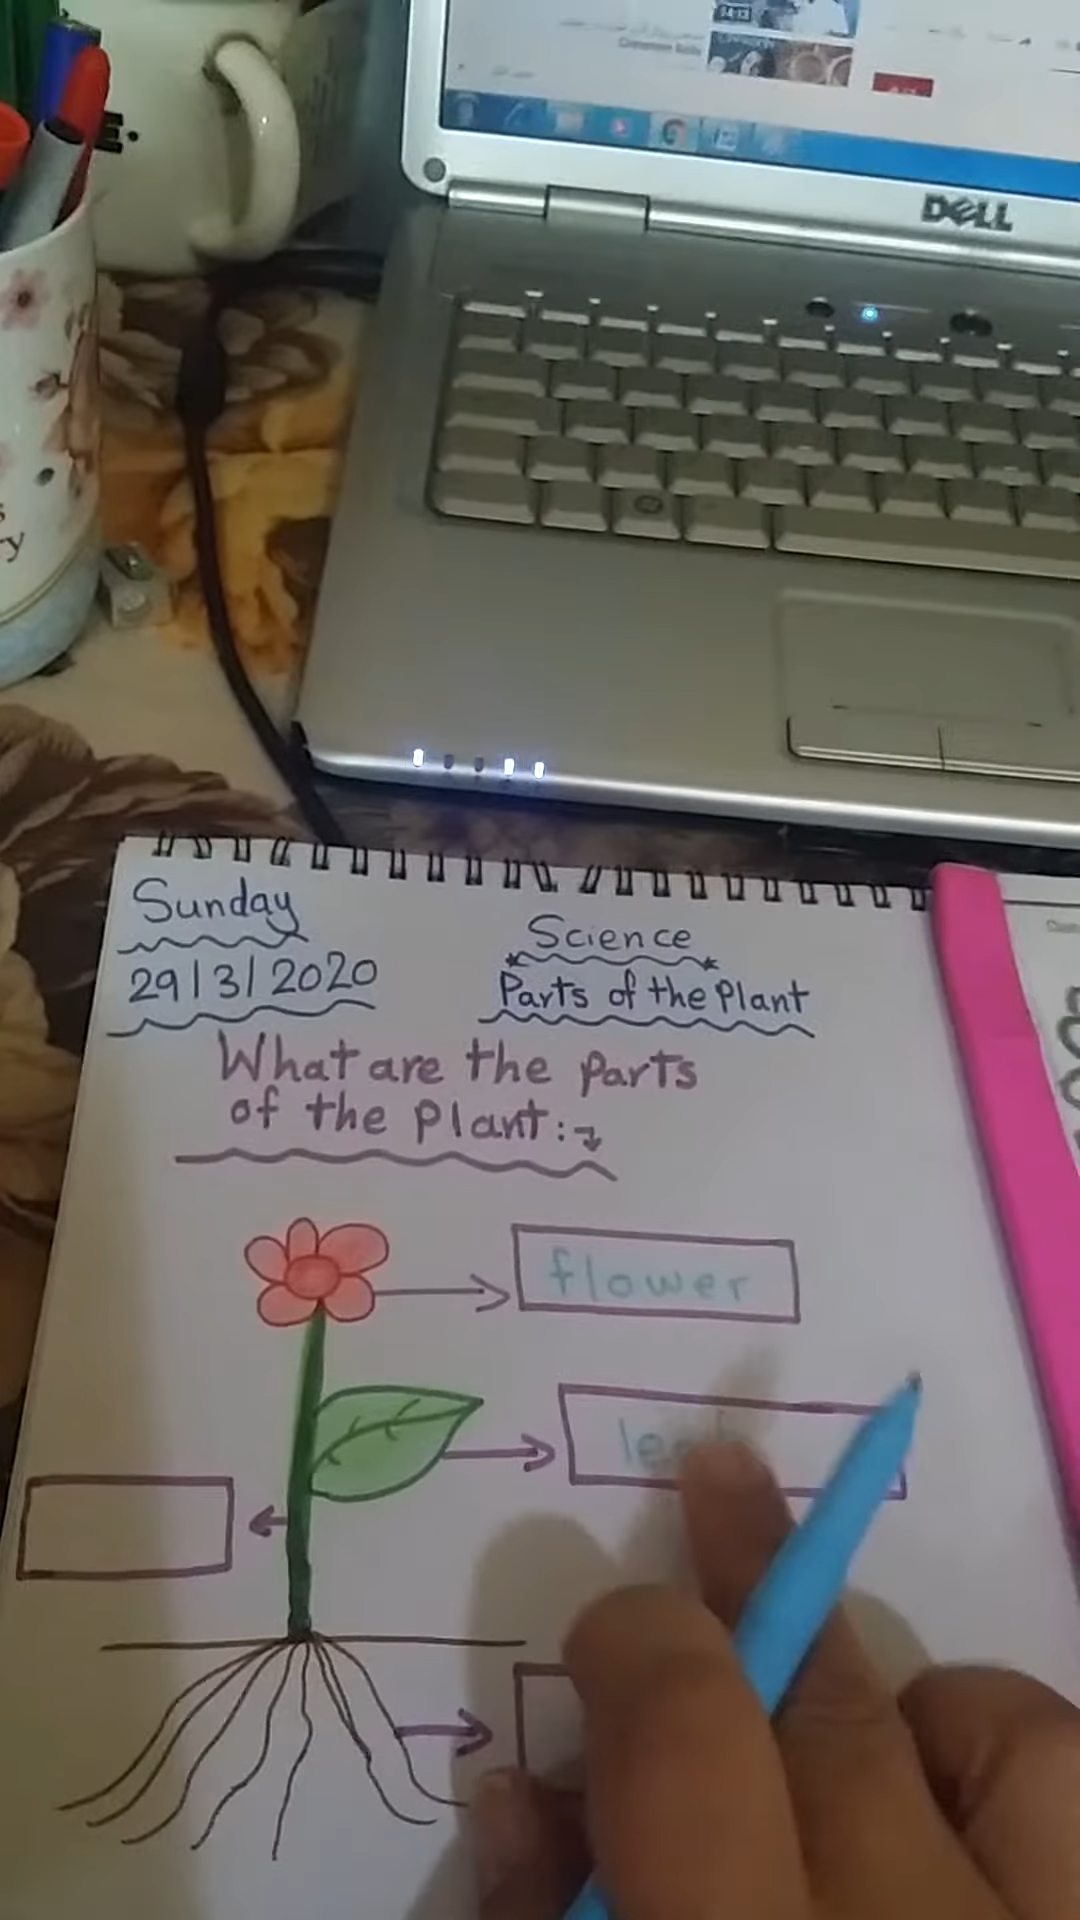 DELL
Sunday
29/3/2020
Science
Parts of the Plant
What are the parts
of the plant:
flower